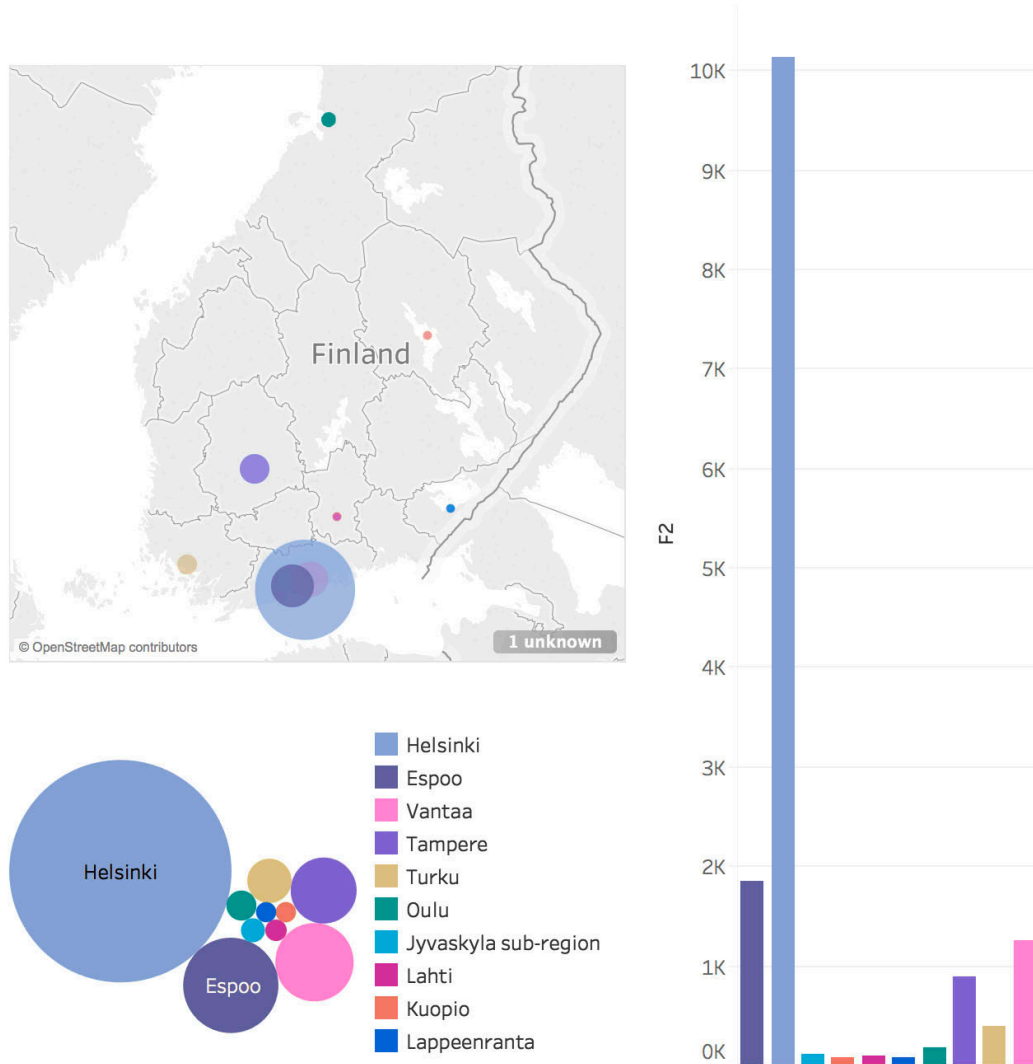 Finland
© OpenStreetMap contributors
1 unknown
Helsinki
Espoo
Helsinki
Espoo
Vantaa
Tampere
Turku
Oulu
Jyvaskyla sub-region
Lahti
Kuopio
Lappeenranta
F2
10K
9K
8K
7K
6K
5K
4K
3K
2K
1K
0K